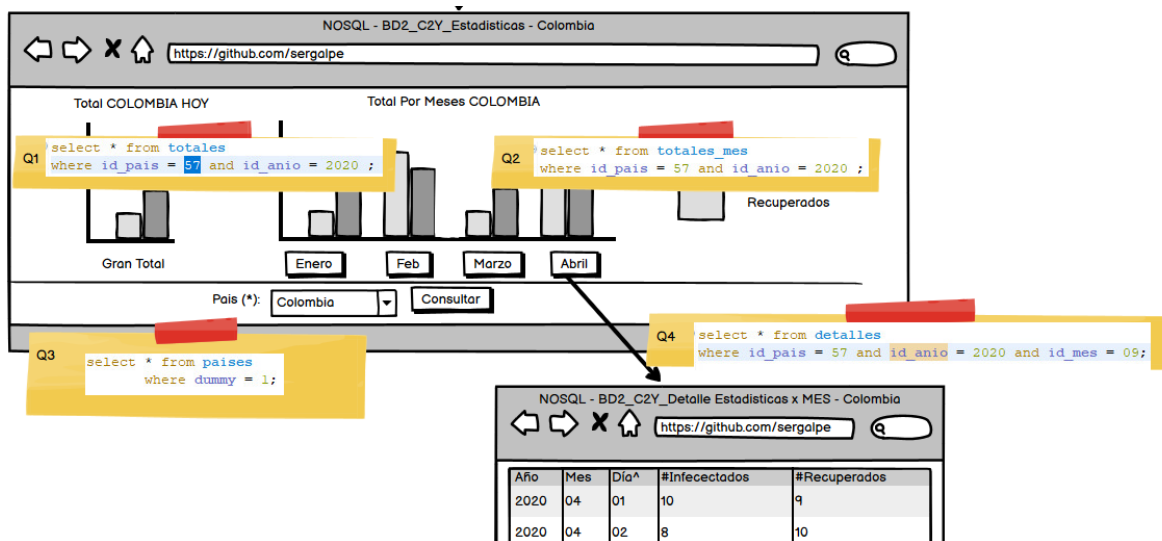 NOSQL - BD2_C2Y_Estadisticas - Colombia
https://github.com/sergalpe
Total COLOMBIA HOY
Total Por Meses COLOMBIA
Q1
select * from totales
where id_pais = 57 and id_anio = 2020 ;
Q2
select * from totales_mes
where id_pais = 57 and id_anio = 2020 ;
Recuperados
Gran Total
Enero
Feb
Marzo
Abril
Pais (*):
Colombia
Consultar
Q3
select * from paises
where dummy = 1;
Q4
select * from detalles
where id_pais = 57 and id_anio = 2020 and id_mes = 09;
NOSQL - BD2_C2Y_Detalle Estadisticas x MES - Colombia
https://github.com/sergalpe
Año Mes Día^ #Infecectados #Recuperados
2020 04 01 10 9
2020 04 02 8 10